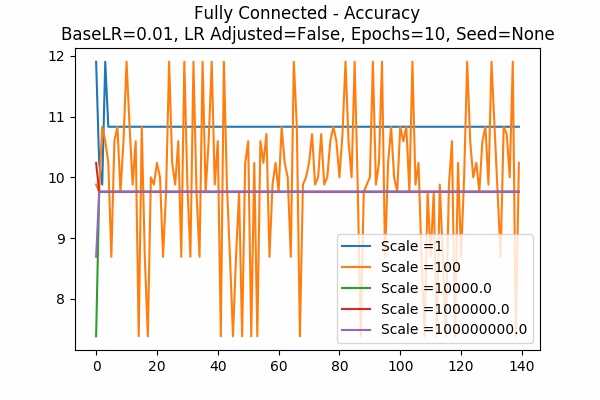 Fully Connected - Accuracy
BaseLR=0.01, LR Adjusted=False, Epochs=10, Seed=None
12
11
10
9
8
Scale =1
Scale =100
Scale =10000.0
Scale =1000000.0
Scale =100000000.0
0 20 40 60 80 100 120 140